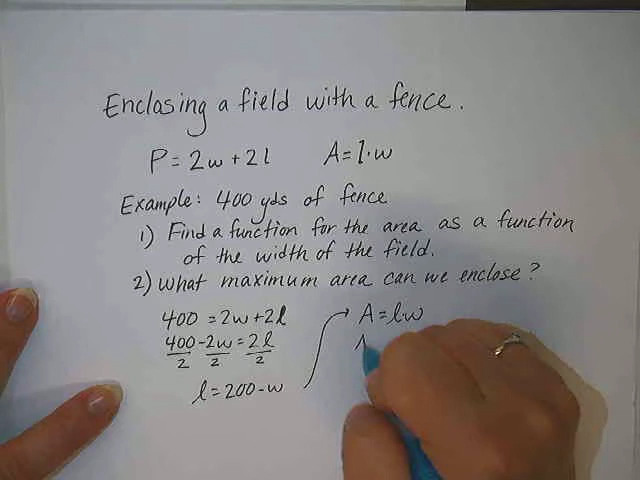 Enclosing a field with a fence.
P = 2w + 2l A = l·w
Example: 400 yds of fence
1) Find a function for the area as a function
of the width of the field.
2) What maximum area can we enclose?
400 = 2w + 2l
A = l·w
400 - 2w = 2l
2 2 2
l = 200 - w